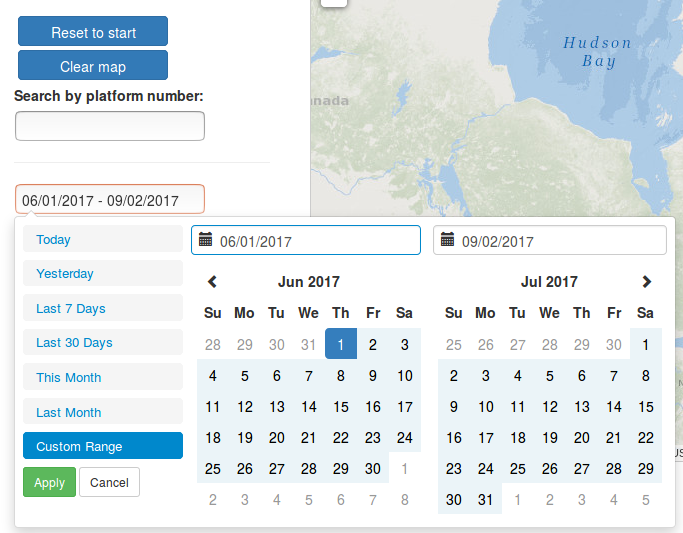 Reset to start
Clear map
Search by platform number:
06/01/2017 - 09/02/2017
Today
Yesterday
Last 7 Days
Last 30 Days
This Month
Last Month
Custom Range
Apply Cancel
06/01/2017
Jun 2017
Su Mo Tu We Th Fr Sa
28 29 30 31 1 2 3
4 5 6 7 8 9 10
11 12 13 14 15 16 17
18 19 20 21 22 23 24
25 26 27 28 29 30 1
2 3 4 5 6 7 8
09/02/2017
Jul 2017
Su Mo Tu We Th Fr Sa
25 26 27 28 29 30 1
2 3 4 5 6 7 8
9 10 11 12 13 14 15
16 17 18 19 20 21 22
23 24 25 26 27 28 29
30 31 1 2 3 4 5
Hudson
Bay
nada